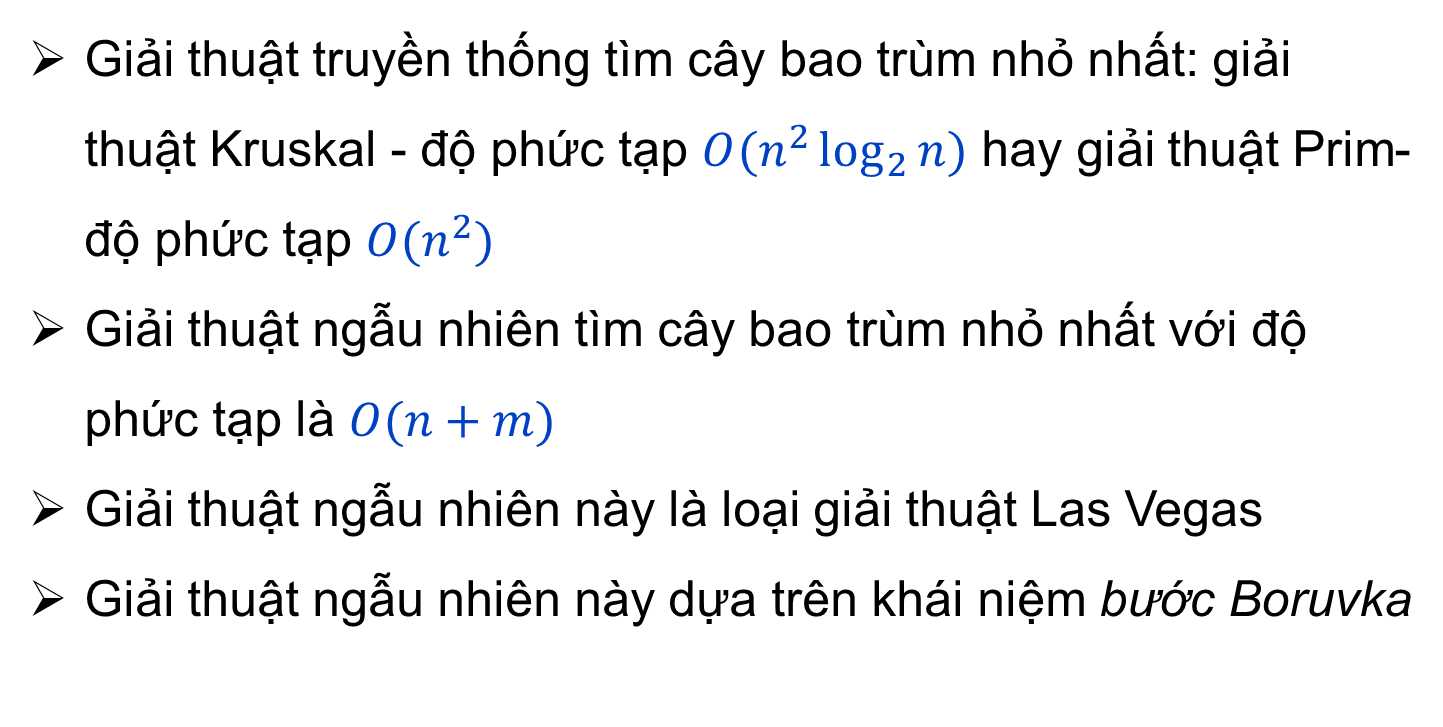 ➢ Giải thuật truyền thống tìm cây bao trùm nhỏ nhất: giải
thuật Kruskal - độ phức tạp O(n² log₂ n) hay giải thuật Prim-
độ phức tạp O(n²)
➢ Giải thuật ngẫu nhiên tìm cây bao trùm nhỏ nhất với độ
phức tạp là O(n + m)
➢ Giải thuật ngẫu nhiên này là loại giải thuật Las Vegas
➢ Giải thuật ngẫu nhiên này dựa trên khái niệm bước Boruvka